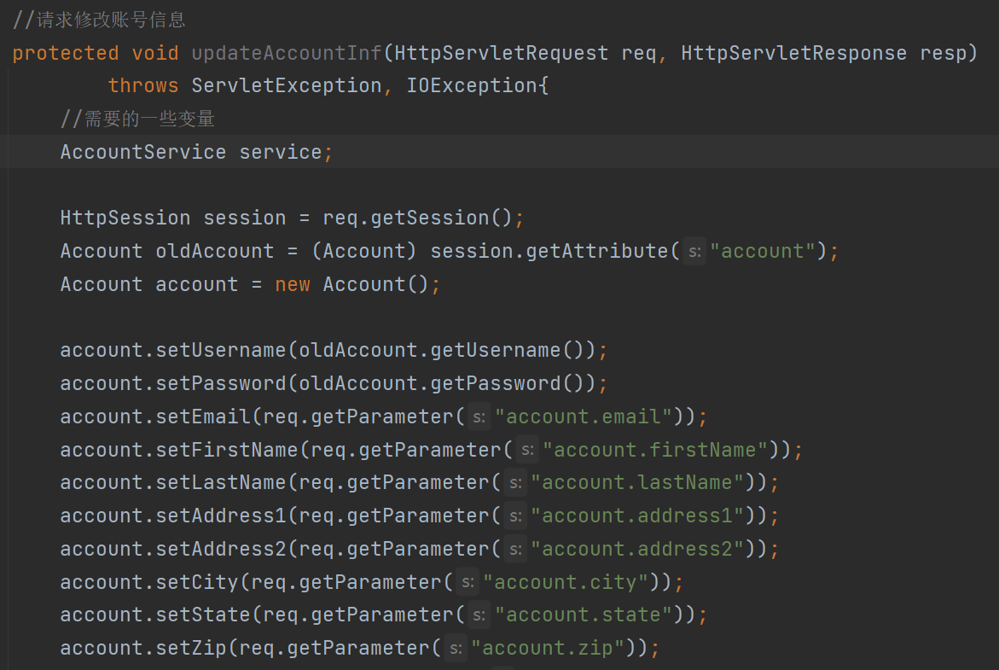 //请求修改账号信息
protected void updateAccountInf(HttpServletRequest req, HttpServletResponse resp)
throws ServletException, IOException{
//需要的一些变量
AccountService service;
HttpSession session = req.getSession();
Account oldAccount = (Account) session.getAttribute( s: "account");
Account account = new Account();
account.setUsername(oldAccount.getUsername());
account.setPassword(oldAccount.getPassword());
account.setEmail(req.getParameter( s: "account.email"));
account.setFirstName(req.getParameter( s: "account.firstName"));
account.setLastName(req.getParameter( s: "account.lastName"));
account.setAddress1(req.getParameter( s: "account.address1"));
account.setAddress2(req.getParameter( s: "account.address2"));
account.setCity(req.getParameter( s: "account.city"));
account.setState(req.getParameter( s: "account.state"));
account.setZip(req.getParameter( s: "account.zip"));